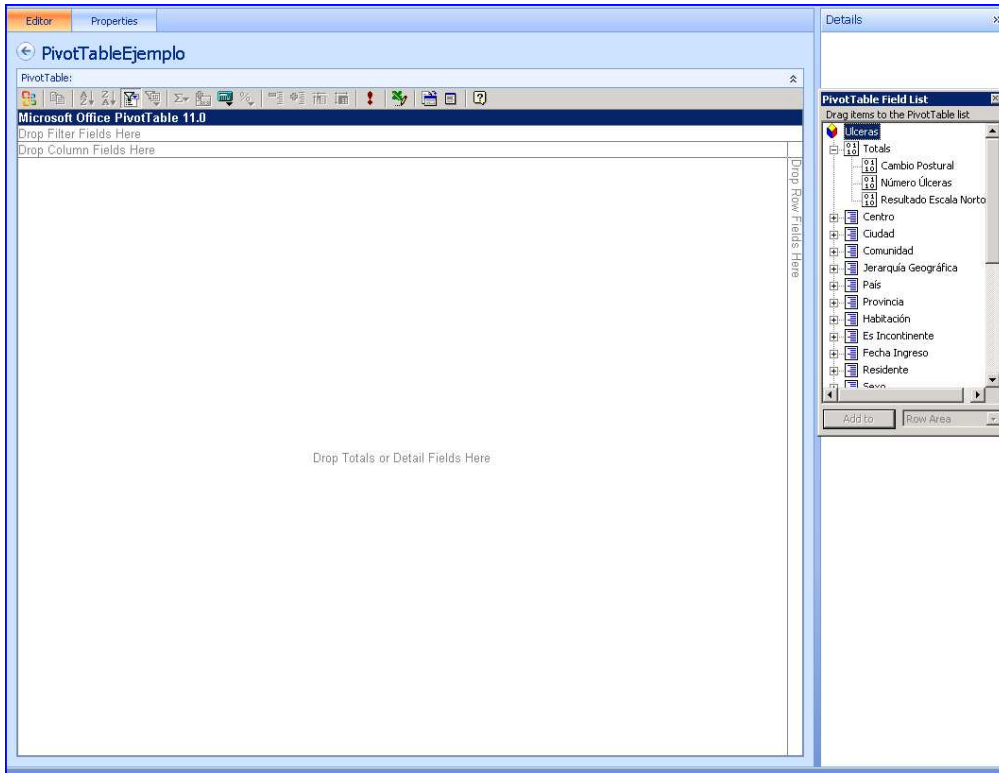 Editor Properties
PivotTableEjemplo
PivotTable:
Microsoft Office PivotTable 11.0
Drop Filter Fields Here
Drop Column Fields Here
Drop Row Fields Here
Drop Totals or Detail Fields Here
Details
PivotTable Field List
Drag items to the PivotTable list
Ulceras
Totals
Cambio Postural
Número Úlceras
Resultado Escala Norto
Centro
Ciudad
Comunidad
Jerarquía Geográfica
País
Provincia
Habitación
Es Incontinente
Fecha Ingreso
Residente
Sexo
Add to Row Area